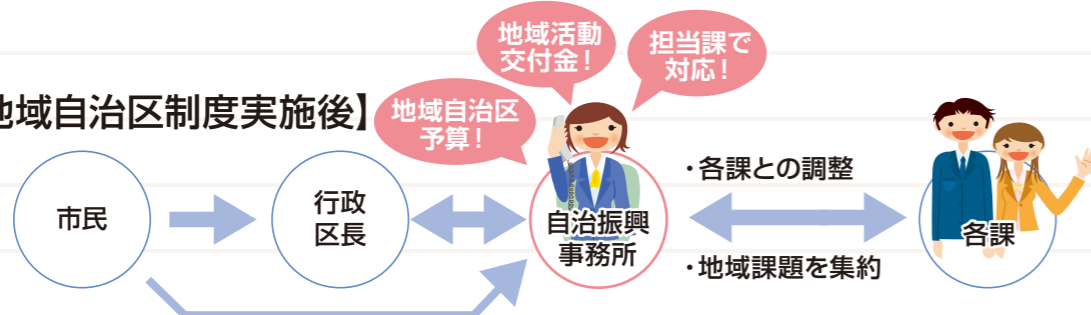 地域活動
交付金！
担当課で
対応！
地域自治区制度実施後】
地域自治区
予算！
市民
行政
区長
自治振興
事務所
・各課との調整
・地域課題を集約
各課